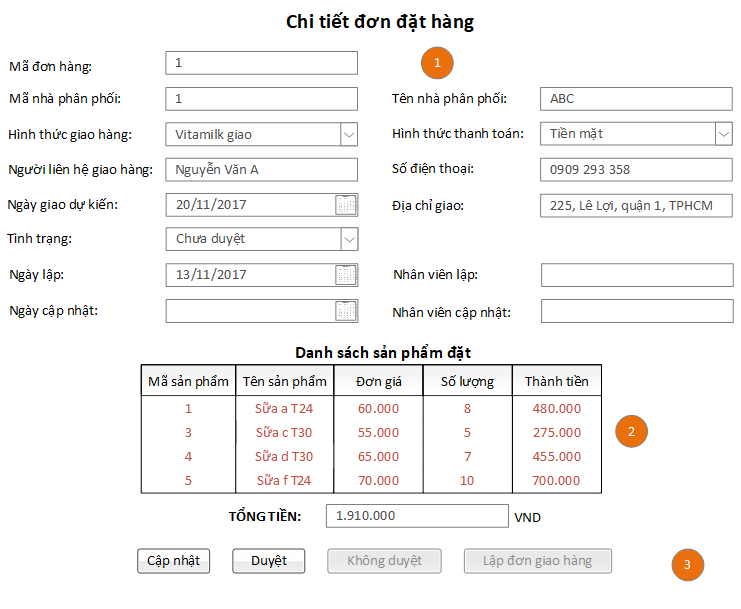 Chi tiết đơn đặt hàng
Mã đơn hàng: 1 1
Mã nhà phân phối: 1 Tên nhà phân phối: ABC
Hình thức giao hàng: Vitamilk giao Hình thức thanh toán: Tiền mặt
Người liên hệ giao hàng: Nguyễn Văn A Số điện thoại: 0909 293 358
Ngày giao dự kiến: 20/11/2017 Địa chỉ giao: 225, Lê Lợi, quận 1, TPHCM
Tình trạng: Chưa duyệt
Ngày lập: 13/11/2017 Nhân viên lập:
Ngày cập nhật: Nhân viên cập nhật:
Danh sách sản phẩm đặt
Mã sản phẩm Tên sản phẩm Đơn giá Số lượng Thành tiền
1 Sữa a T24 60.000 8 480.000
3 Sữa c T30 55.000 5 275.000 2
4 Sữa d T30 65.000 7 455.000
5 Sữa f T24 70.000 10 700.000
TỔNG TIỀN: 1.910.000 VND
Cập nhật Duyệt Không duyệt Lập đơn giao hàng 3